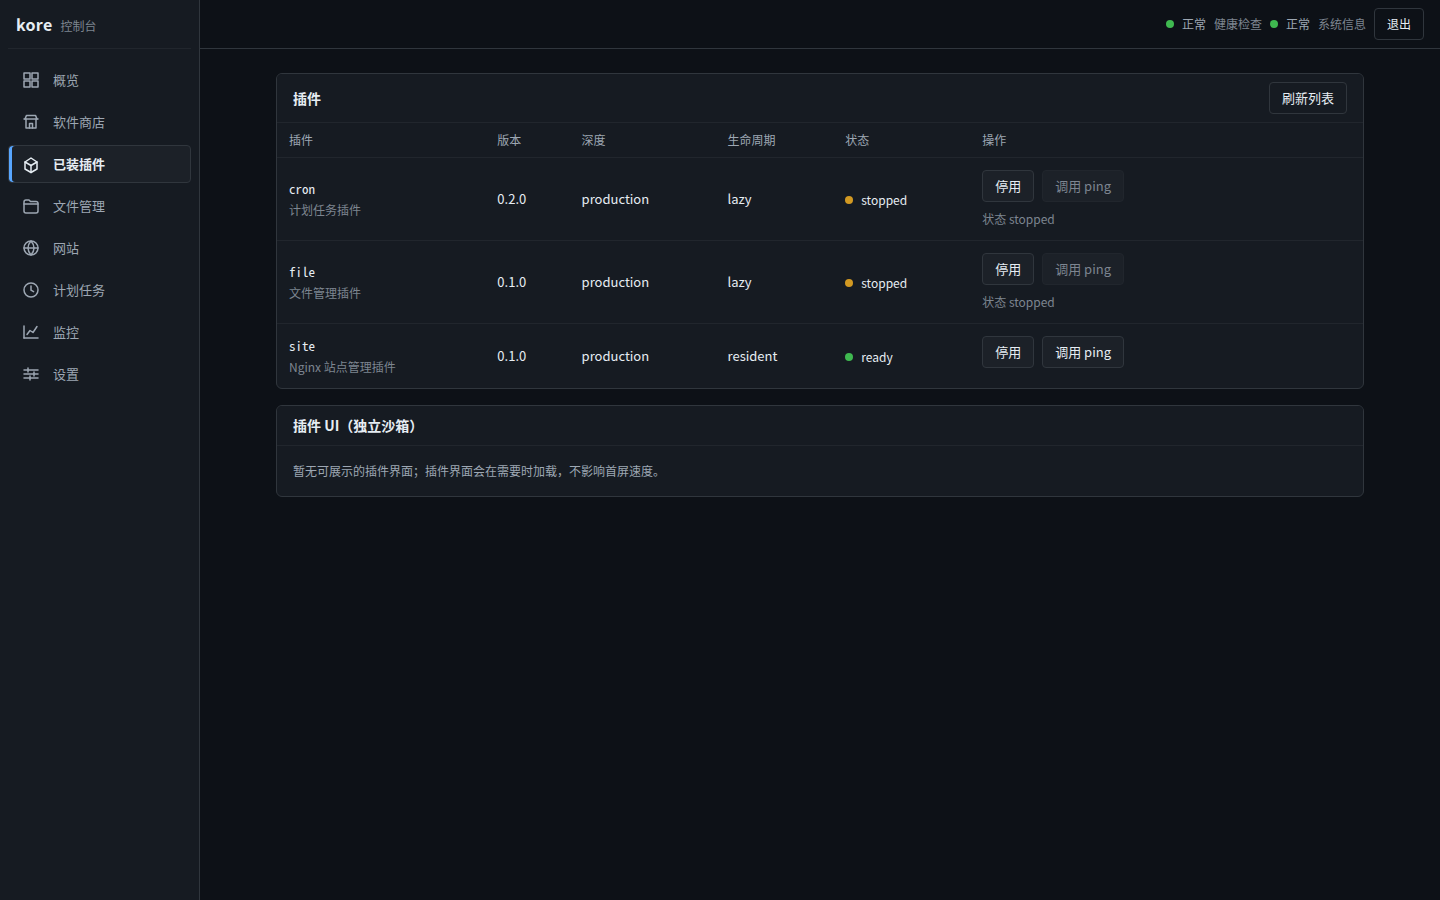 kore 控制台
正常 健康检查 正常 系统信息 退出
概览
软件商店
已装插件
文件管理
网站
计划任务
监控
设置
插件 刷新列表
插件 版本 深度 生命周期 状态 操作
cron
计划任务插件
0.2.0 production lazy stopped 停用 调用 ping
状态 stopped
file
文件管理插件
0.1.0 production lazy stopped 停用 调用 ping
状态 stopped
site
Nginx 站点管理插件
0.1.0 production resident ready 停用 调用 ping
插件 UI（独立沙箱）
暂无可展示的插件界面；插件界面会在需要时加载，不影响首屏速度。